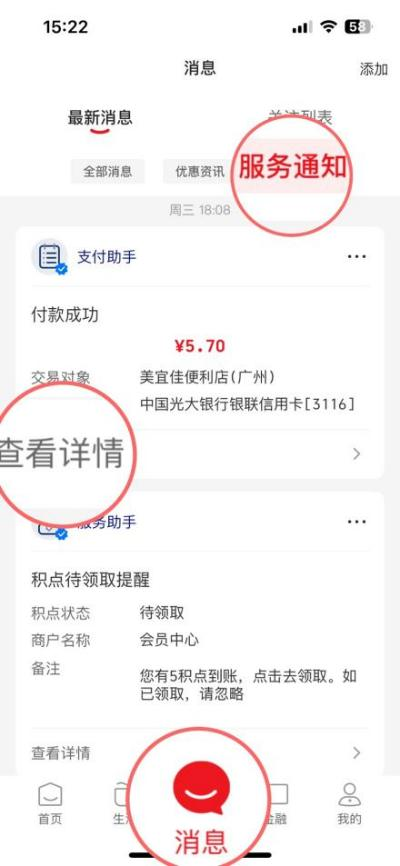 15:22
58
消息
添加
最新消息
关注列表
全部消息
优惠资讯
服务通知
周三 18:08
支付助手
付款成功
¥5.70
交易对象
美宜佳便利店(广州)
中国光大银行银联信用卡[3116]
查看详情
服务助手
积点待领取提醒
积点状态
待领取
商户名称
会员中心
备注
您有5积点到账，点击去领取。如
已领取，请忽略
查看详情
首页
生
消息
金融
我的